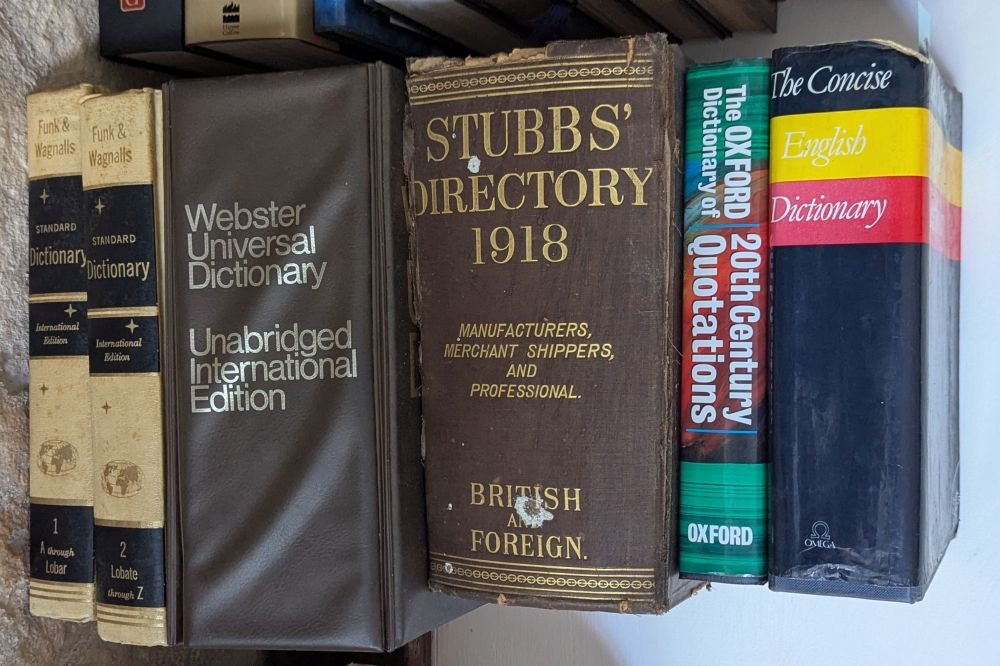 Funk &
Wagnalls
STANDARD
Dictionary
International
Edition
1
A through
Lobar
Funk &
Wagnalls
STANDARD
Dictionary
International
Edition
2
Lobate
through Z
Webster
Universal
Dictionary
Unabridged
International
Edition
STUBBS'
DIRECTORY
1918
MANUFACTURERS,
MERCHANT SHIPPERS,
AND
PROFESSIONAL.
BRITISH
AND
FOREIGN.
The OXFORD
Dictionary of
20th Century
Quotations
OXFORD
The Concise
English
Dictionary
OMEGA